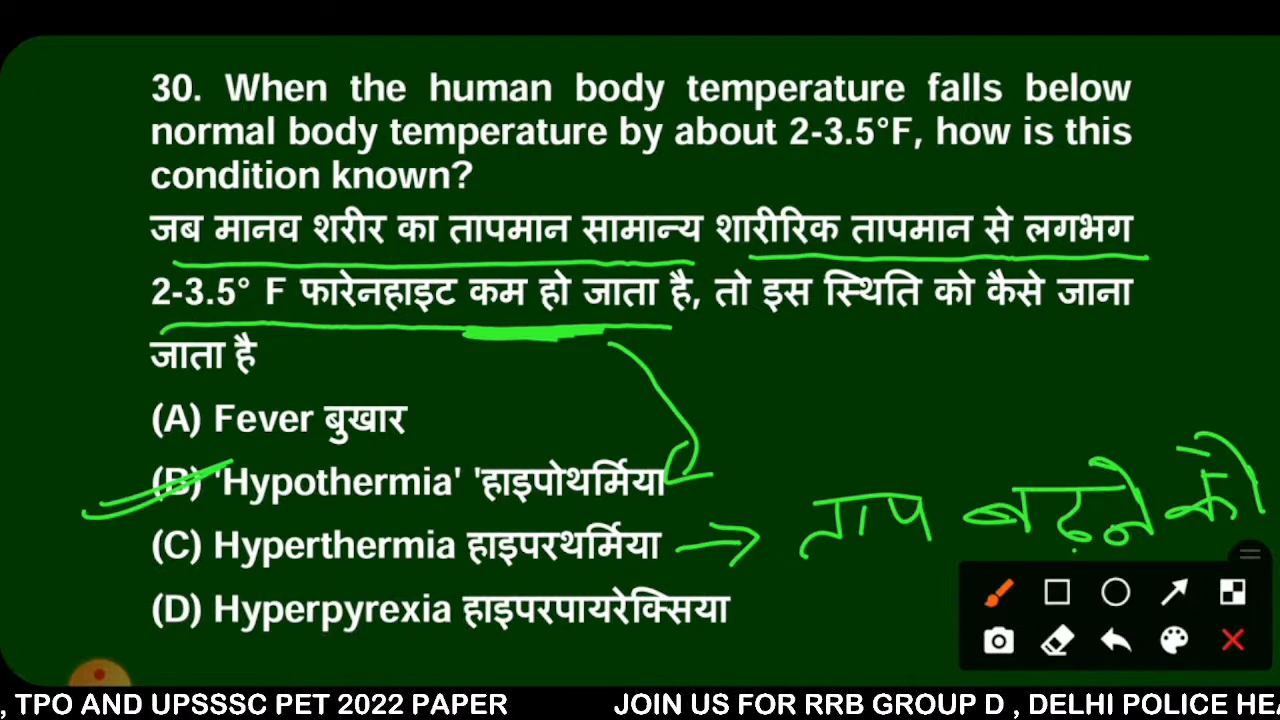 30. When the human body temperature falls below
normal body temperature by about 2-3.5°F, how is this
condition known?
जब मानव शरीर का तापमान सामान्य शारीरिक तापमान से लगभग
2-3.5° F फारेनहाइट कम हो जाता है, तो इस स्थिति को कैसे जाना
जाता है
(A) Fever बुखार
(B) 'Hypothermia' 'हाइपोथर्मिया
(C) Hyperthermia हाइपरथर्मिया → ताप बढ़ने को
(D) Hyperpyrexia हाइपरपायरेक्सिया
, TPO AND UPSSSC PET 2022 PAPER JOIN US FOR RRB GROUP D , DELHI POLICE HEA